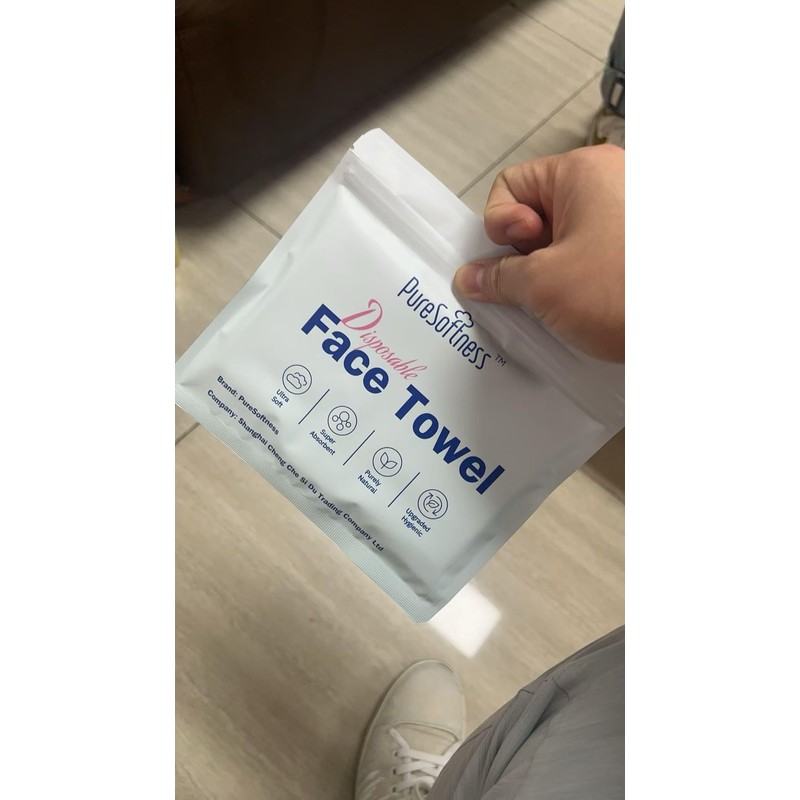 PureSoftness™
Disposable
Face Towel
Ultra
Soft
Super
Absorbent
Purely
Natural
Upgraded
Hygienic
Brand: PureSoftness
Company: Shanghai Cheng Che Si Du Trading Company Ltd